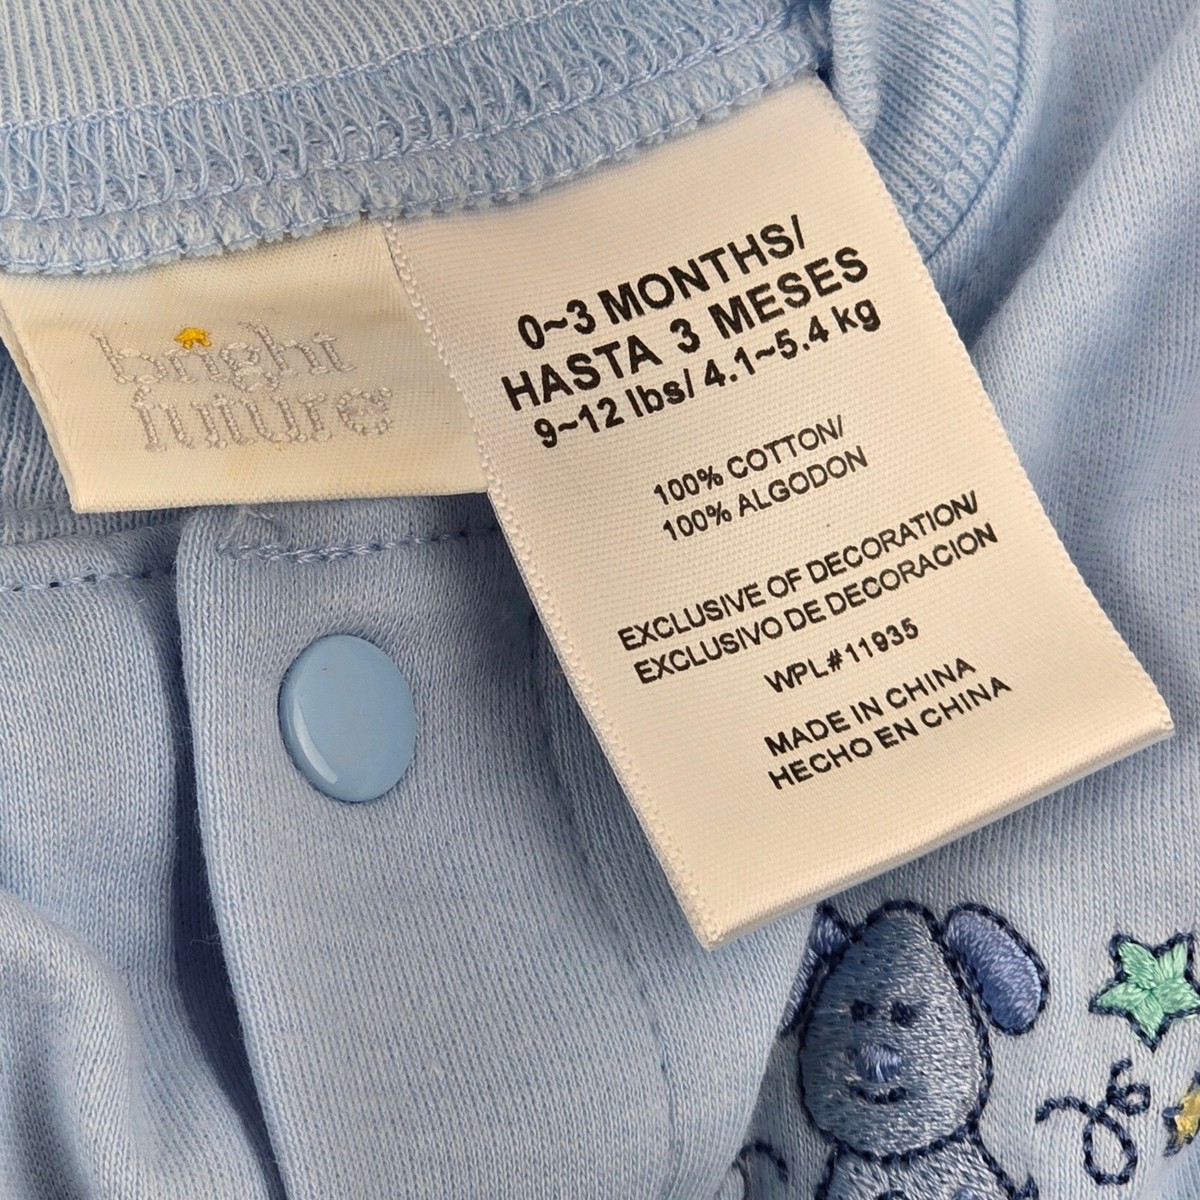 bright
future
0~3 MONTHS/
HASTA 3 MESES
9~12 lbs/ 4.1~5.4 kg
100% COTTON/
100% ALGODON
EXCLUSIVE OF DECORATION/
EXCLUSIVO DE DECORACION
WPL#11935
MADE IN CHINA
HECHO EN CHINA